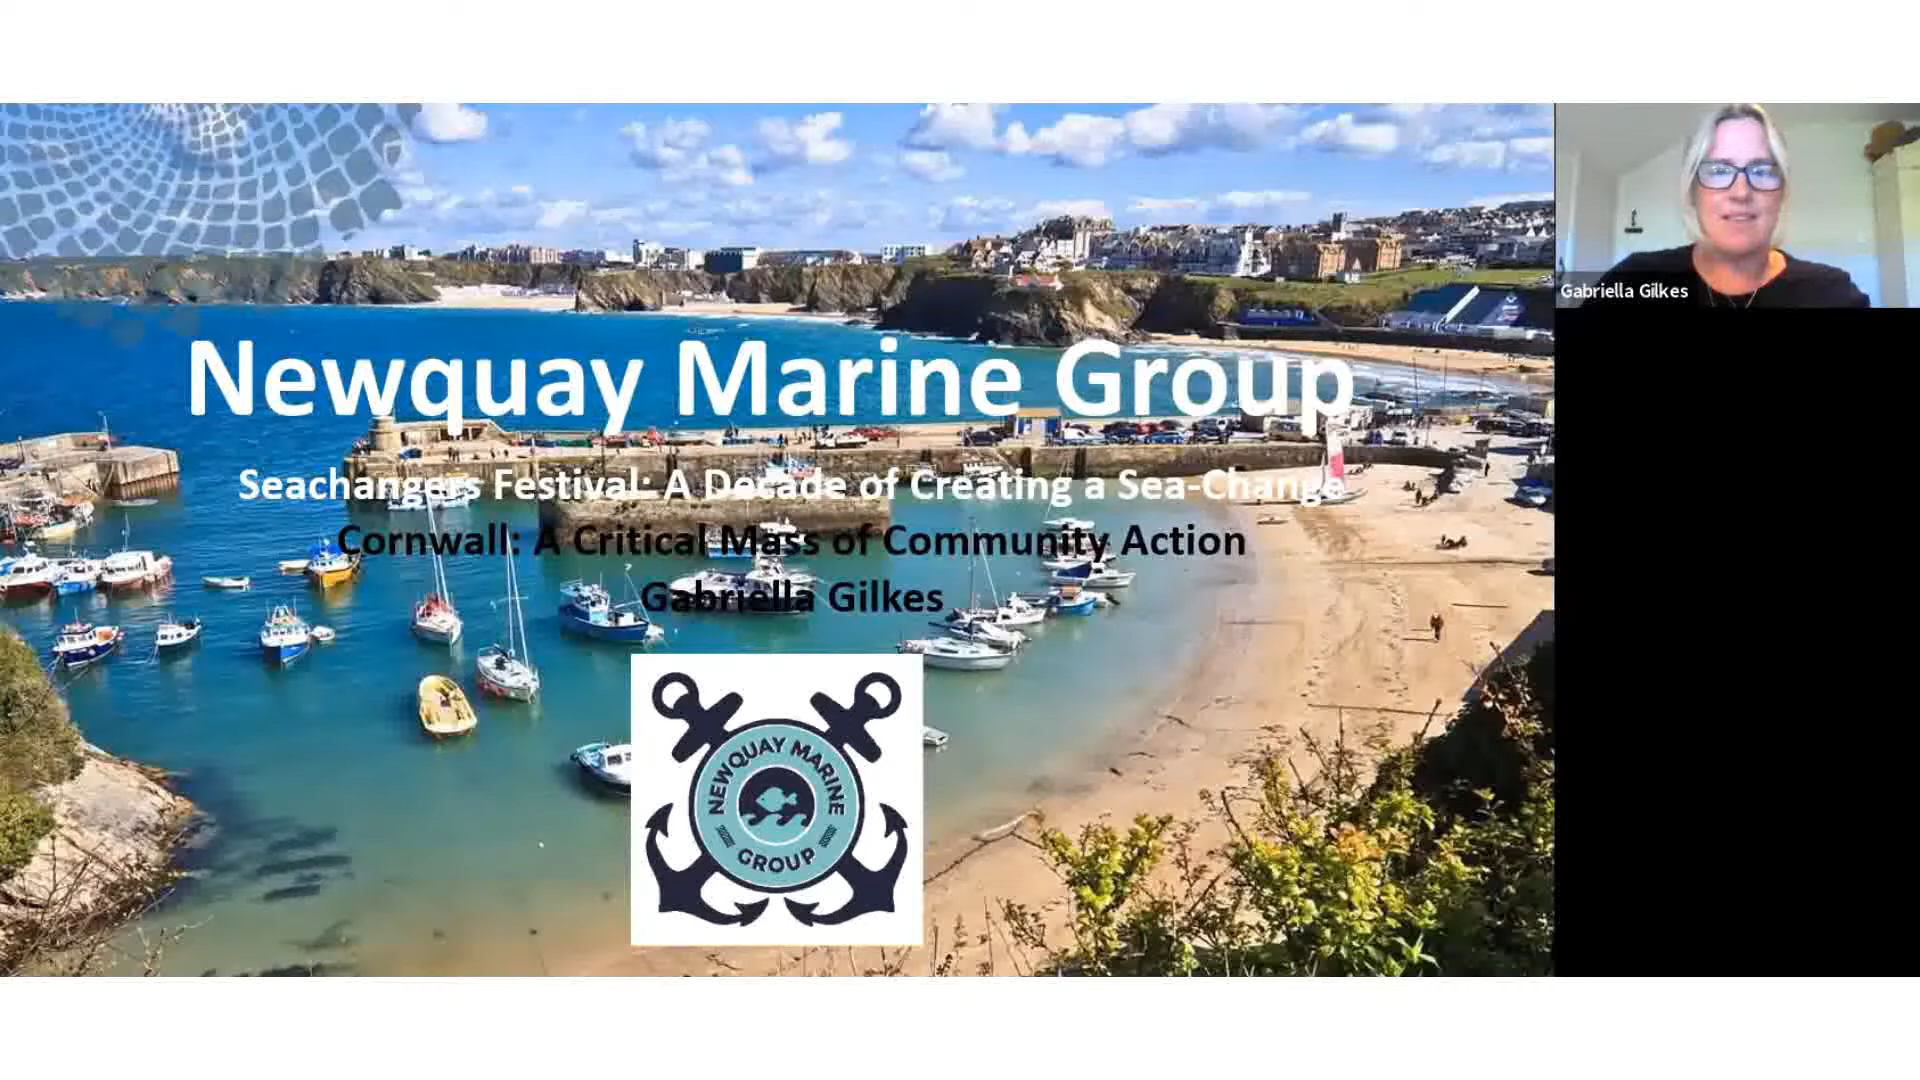 Newquay Marine Group
Seachangers Festival: A Decade of Creating a Sea-Change
Cornwall: A Critical Mass of Community Action
Gabriella Gilkes
NEWQUAY MARINE
GROUP
Gabriella Gilkes